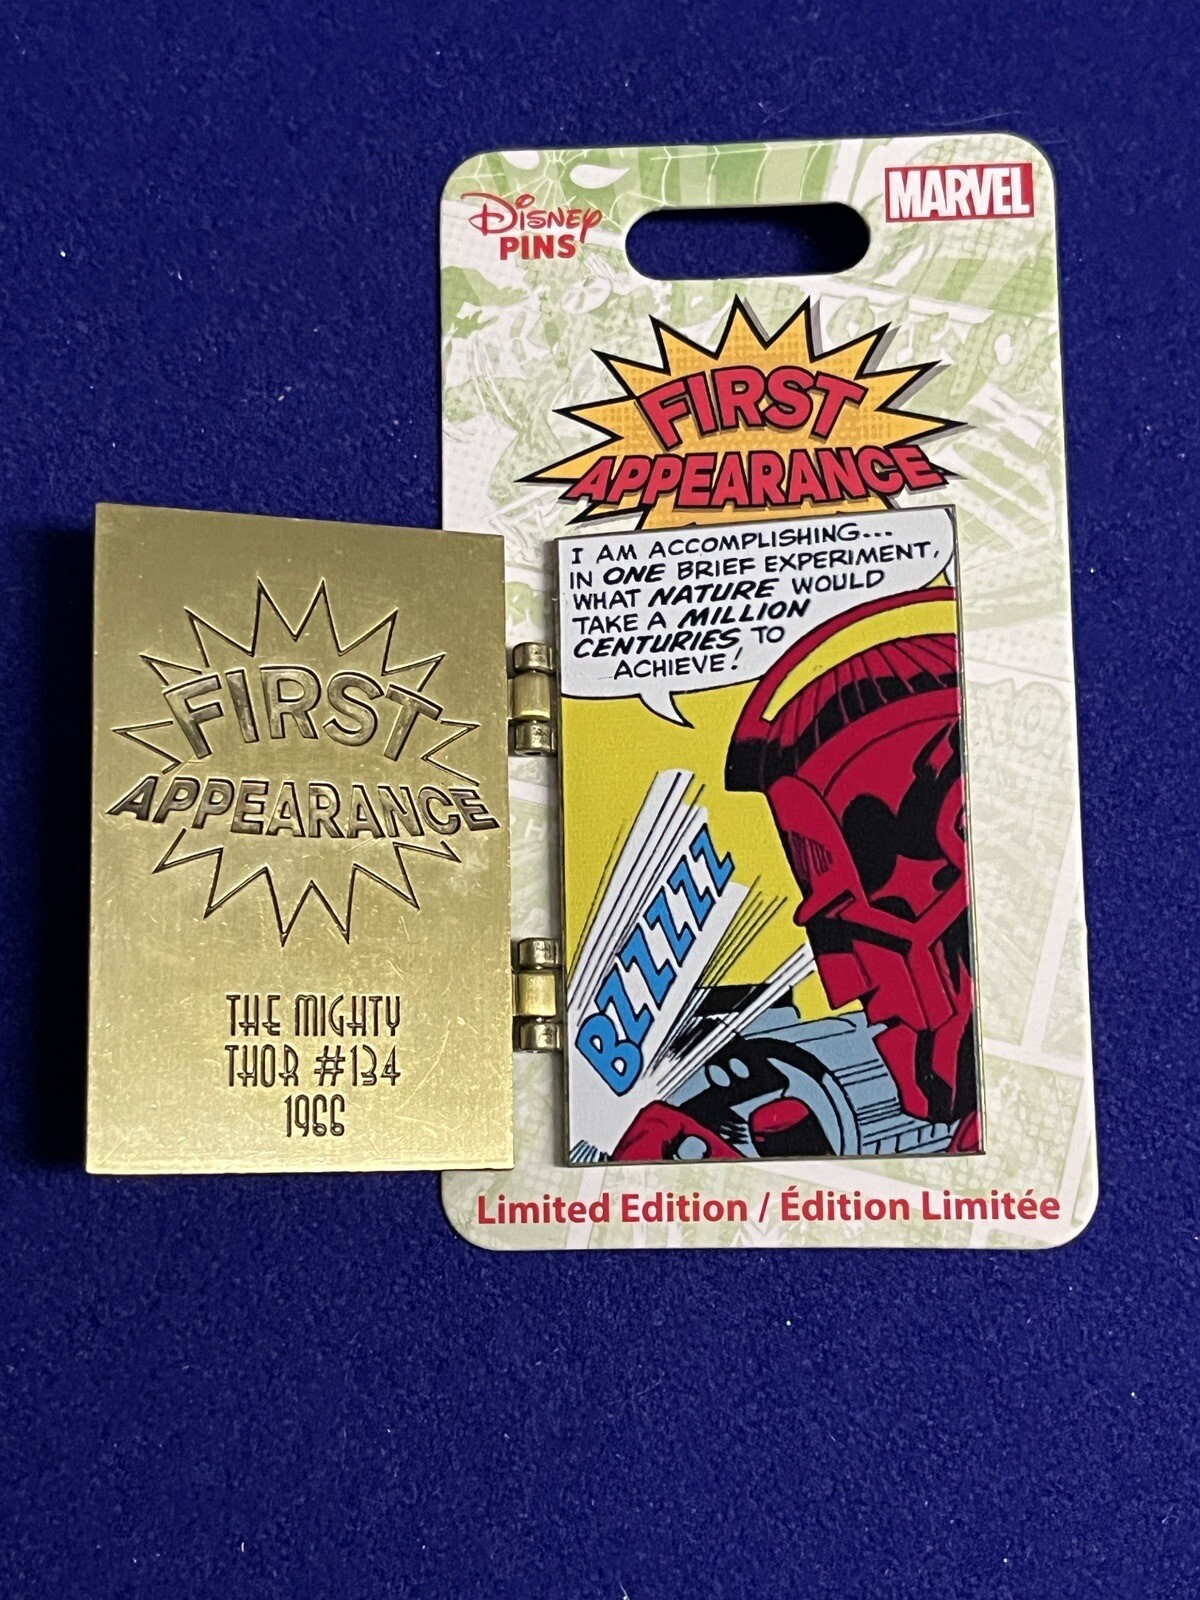 Disney
PINS
MARVEL
FIRST
APPEARANCE
I AM ACCOMPLISHING...
IN ONE BRIEF EXPERIMENT,
WHAT NATURE WOULD
TAKE A MILLION
CENTURIES TO
ACHIEVE!
BZZZZZ
FIRST
APPEARANCE
THE MIGHTY
THOR #134
1966
Limited Edition / Édition Limitée